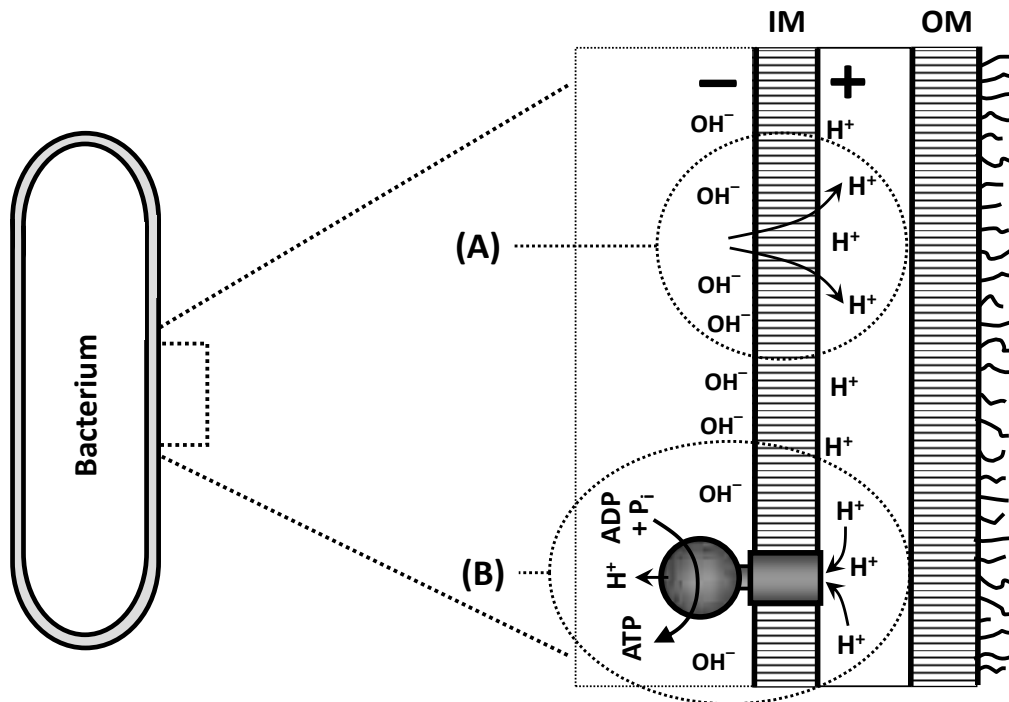 IM
OM
−
+
OH⁻
H⁺
OH⁻
H⁺
(A)
H⁺
OH⁻
H⁺
OH⁻
OH⁻
H⁺
OH⁻
H⁺
Bacterium
OH⁻
H⁺
ADP
+ Pᵢ
(B)
H⁺
H⁺
ATP
H⁺
OH⁻